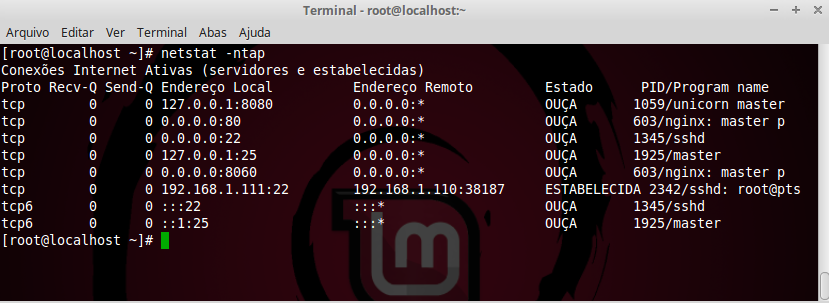 Terminal - root@localhost:~
Arquivo Editar Ver Terminal Abas Ajuda
[root@localhost ~]# netstat -ntap
Conexões Internet Ativas (servidores e estabelecidas)
Proto Recv-Q Send-Q Endereço Local          Endereço Remoto         Estado      PID/Program name
tcp        0      0 127.0.0.1:8080          0.0.0.0:*               OUÇA       1059/unicorn master
tcp        0      0 0.0.0.0:80              0.0.0.0:*               OUÇA       603/nginx: master p
tcp        0      0 0.0.0.0:22              0.0.0.0:*               OUÇA       1345/sshd
tcp        0      0 127.0.0.1:25            0.0.0.0:*               OUÇA       1925/master
tcp        0      0 0.0.0.0:8060            0.0.0.0:*               OUÇA       603/nginx: master p
tcp        0      0 192.168.1.111:22        192.168.1.110:38187     ESTABELECIDA 2342/sshd: root@pts
tcp6       0      0 :::22                   :::*                    OUÇA       1345/sshd
tcp6       0      0 ::1:25                  :::*                    OUÇA       1925/master
[root@localhost ~]#